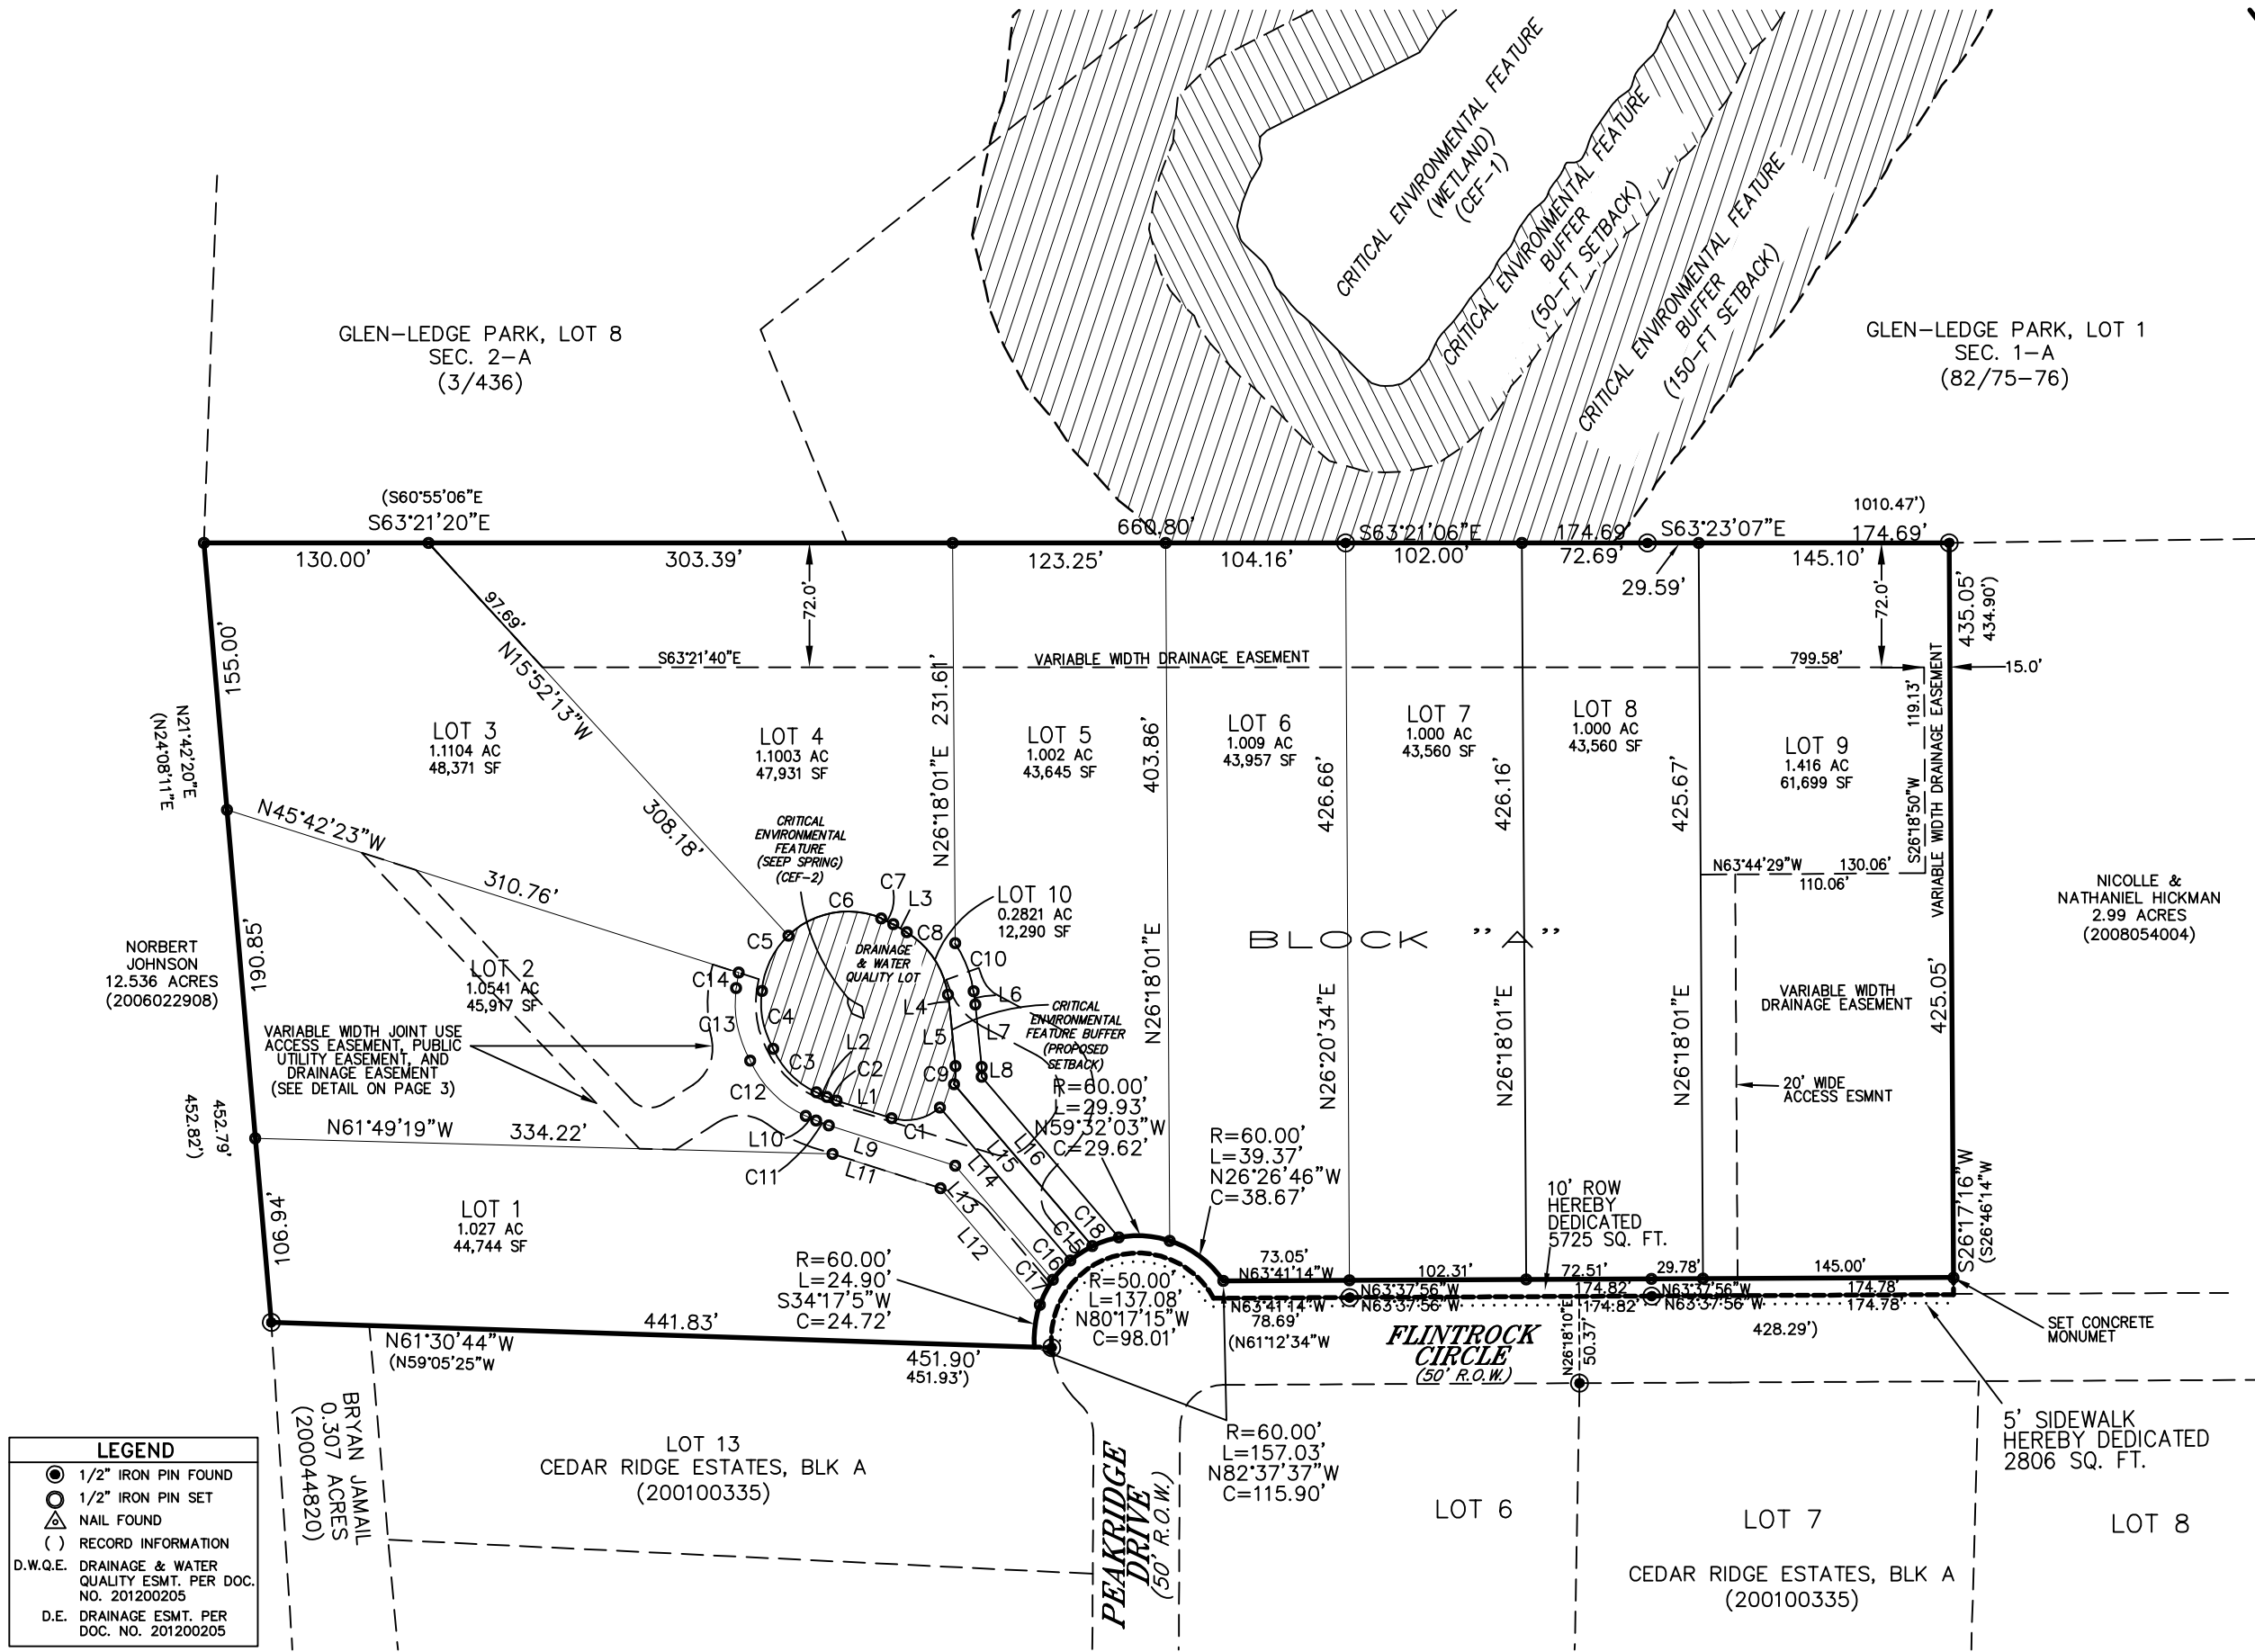 CRITICAL ENVIRONMENTAL FEATURE
(WETLAND)
(CEF-1)
CRITICAL ENVIRONMENTAL FEATURE
BUFFER
(50-FT SETBACK)
CRITICAL ENVIRONMENTAL FEATURE
BUFFER
(150-FT SETBACK)
GLEN-LEDGE PARK, LOT 8
SEC. 2-A
(3/436)
GLEN-LEDGE PARK, LOT 1
SEC. 1-A
(82/75-76)
(S60°55'06"E
S63°21'20"E
660.80'
S63°21'06"E
174.69
S63°23'07"E
1010.47')
174.69'
130.00'
303.39'
123.25'
104.16'
102.00'
72.69'
29.59'
145.10'
72.0'
72.0'
97.69'
N15°52'13"W
308.18'
S63°21'40"E
VARIABLE WIDTH DRAINAGE EASEMENT
799.58'
15.0'
435.05'
434.90')
119.13'
S26°18'50"W
VARIABLE WIDTH DRAINAGE EASEMENT
155.00'
N21°42'20"E
(N24°08'11"E
190.85'
452.79'
452.82')
106.94'
LOT 3
1.1104 AC
48,371 SF
LOT 4
1.1003 AC
47,931 SF
LOT 5
1.002 AC
43,645 SF
LOT 6
1.009 AC
43,957 SF
LOT 7
1.000 AC
43,560 SF
LOT 8
1.000 AC
43,560 SF
LOT 9
1.416 AC
61,699 SF
231.61'
N26°18'01"E
403.86'
N26°18'01"E
426.66'
N26°20'34"E
426.16'
N26°18'01"E
425.67'
N26°18'01"E
425.05'
S26°17'16"W
(S26°46'14"W
N63°44'29"W
130.06'
110.06'
N45°42'23"W
310.76'
CRITICAL
ENVIRONMENTAL
FEATURE
(SEEP SPRING)
(CEF-2)
DRAINAGE
& WATER
QUALITY LOT
LOT 10
0.2821 AC
12,290 SF
BLOCK "A"
NICOLLE &
NATHANIEL HICKMAN
2.99 ACRES
(2008054004)
NORBERT
JOHNSON
12.536 ACRES
(2006022908)
LOT 2
1.0541 AC
45,917 SF
VARIABLE WIDTH JOINT USE
ACCESS EASEMENT, PUBLIC
UTILITY EASEMENT, AND
DRAINAGE EASEMENT
(SEE DETAIL ON PAGE 3)
C5
C6
C7
L3
C8
C10
C14
C4
C13
C3
C12
L2
C2
L1
C1
L4
L5
L6
L7
L8
C9
L10
C11
L9
L11
L13
L12
L14
L15
L16
C17
C16
C15
C18
CRITICAL
ENVIRONMENTAL
FEATURE BUFFER
(PROPOSED
SETBACK)
VARIABLE WIDTH
DRAINAGE EASEMENT
20' WIDE
ACCESS ESMNT
N61°49'19"W
334.22'
LOT 1
1.027 AC
44,744 SF
R=60.00'
L=29.93'
N59°32'03"W
C=29.62'
R=60.00'
L=39.37'
N26°26'46"W
C=38.67'
R=60.00'
L=24.90'
S34°17'5"W
C=24.72'
R=50.00'
L=137.08'
N80°17'15"W
C=98.01'
R=60.00'
L=157.03'
N82°37'37"W
C=115.90'
10' ROW
HEREBY
DEDICATED
5725 SQ. FT.
73.05'
N63°41'14"W
102.31'
N63°37'56"W
72.51'
174.82'
29.78'
N63°37'56"W
145.00'
174.78'
N63°41'14"W
78.69'
(N61°12'34"W
N63°37'56"W
174.82'
N63°37'56"W
174.78'
428.29')
N26°18'10"E
50.37'
FLINTROCK
CIRCLE
(50' R.O.W.)
SET CONCRETE
MONUMET
5' SIDEWALK
HEREBY DEDICATED
2806 SQ. FT.
441.83'
N61°30'44"W
(N59°05'25"W
451.90'
451.93')
BRYAN JAMAIL
0.307 ACRES
(200044820)
LOT 13
CEDAR RIDGE ESTATES, BLK A
(200100335)
PEAKRIDGE
DRIVE
(50' R.O.W.)
LOT 6
LOT 7
LOT 8
CEDAR RIDGE ESTATES, BLK A
(200100335)
LEGEND
1/2" IRON PIN FOUND
1/2" IRON PIN SET
NAIL FOUND
( ) RECORD INFORMATION
D.W.Q.E. DRAINAGE & WATER
QUALITY ESMT. PER DOC.
NO. 201200205
D.E. DRAINAGE ESMT. PER
DOC. NO. 201200205